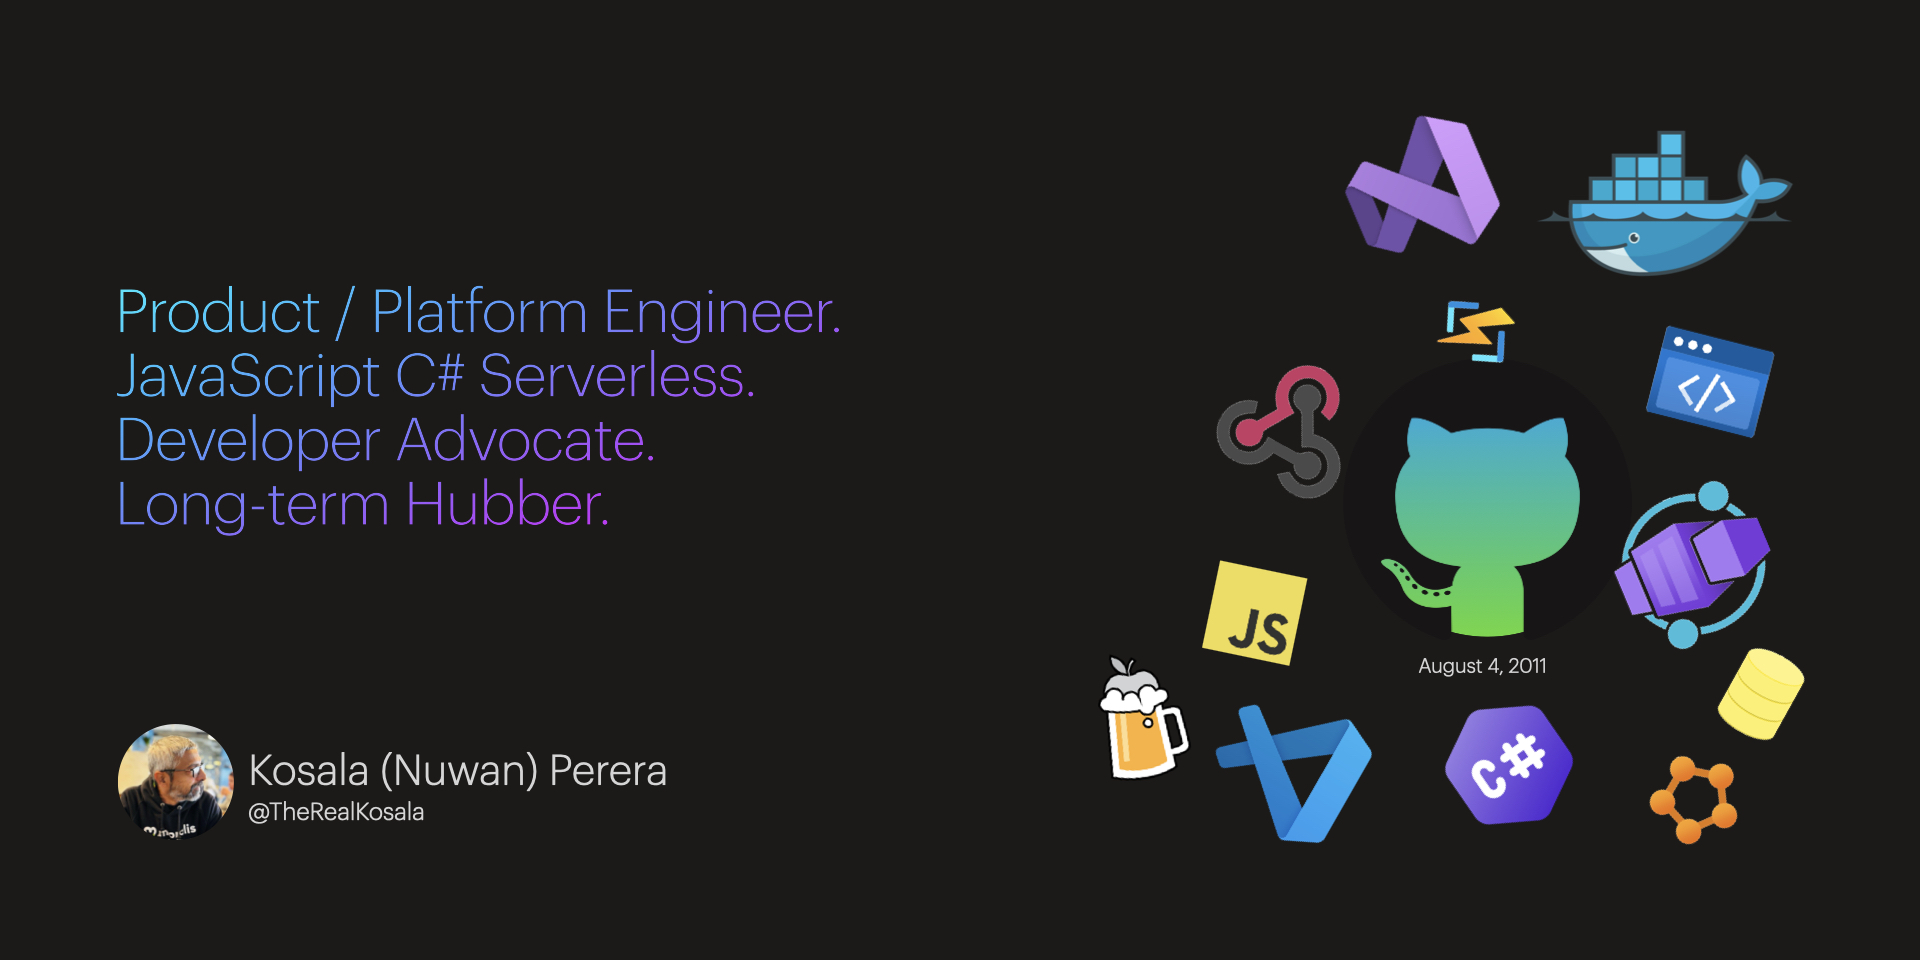 Product / Platform Engineer.
JavaScript C# Serverless.
Developer Advocate.
Long-term Hubber.
Kosala (Nuwan) Perera
@TheRealKosala
JS
August 4, 2011
C#
</>